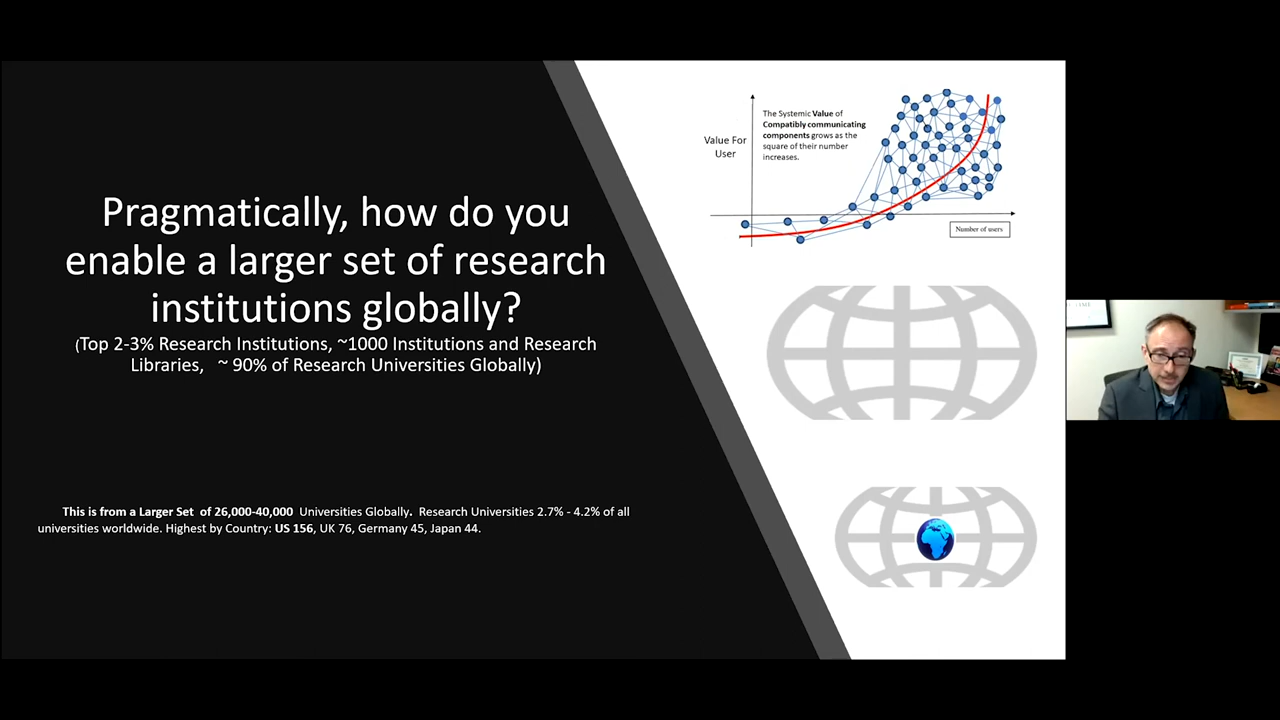 Pragmatically, how do you
enable a larger set of research
institutions globally?
(Top 2-3% Research Institutions, ~1000 Institutions and Research
Libraries, ~ 90% of Research Universities Globally)
This is from a Larger Set of 26,000-40,000 Universities Globally. Research Universities 2.7% - 4.2% of all
universities worldwide. Highest by Country: US 156, UK 76, Germany 45, Japan 44.
Value For
User
The Systemic Value of
Compatibly communicating
components grows as the
square of their number
increases.
Number of users